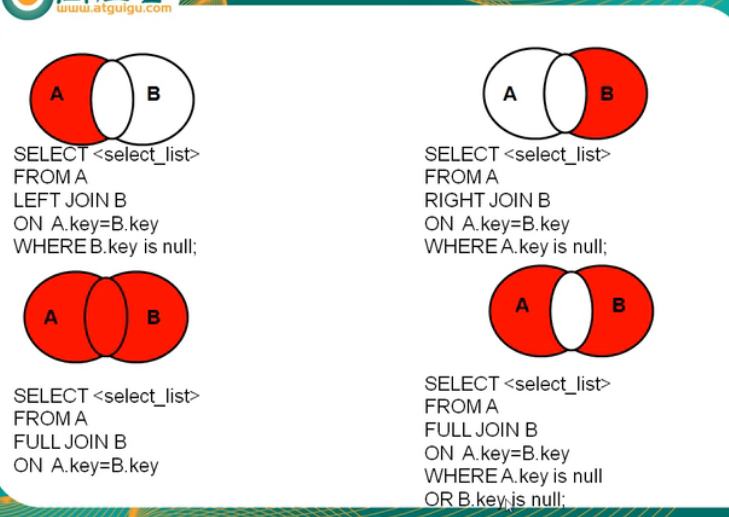 www.atguigu.com
A B
SELECT <select_list>
FROM A
LEFT JOIN B
ON A.key=B.key
WHERE B.key is null;
A B
SELECT <select_list>
FROM A
RIGHT JOIN B
ON A.key=B.key
WHERE A.key is null;
A B
SELECT <select_list>
FROM A
FULL JOIN B
ON A.key=B.key
A B
SELECT <select_list>
FROM A
FULL JOIN B
ON A.key=B.key
WHERE A.key is null
OR B.key is null;